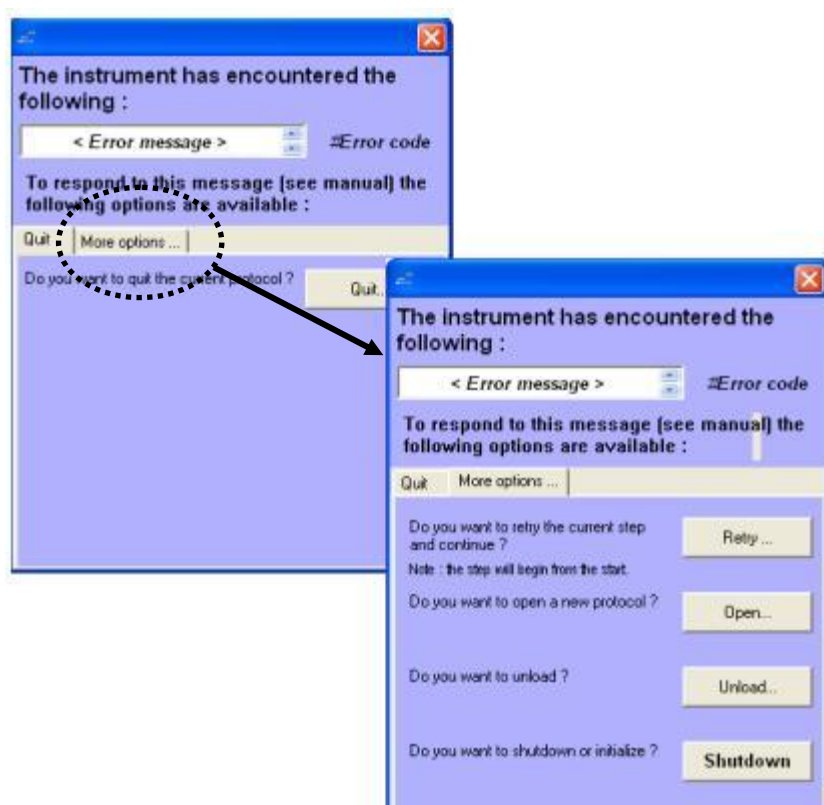 The instrument has encountered the
following :
< Error message > #Error code
To respond to this message (see manual) the
following options are available :
Quit More options ...
Do you want to quit the current protocol ? Quit...
The instrument has encountered the
following :
< Error message > #Error code
To respond to this message (see manual) the
following options are available :
Quit More options ...
Do you want to retry the current step
and continue ?
Retry ...
Note : the step will begin from the start.
Do you want to open a new protocol ?
Open...
Do you want to unload ?
Unload...
Do you want to shutdown or initialize ?
Shutdown